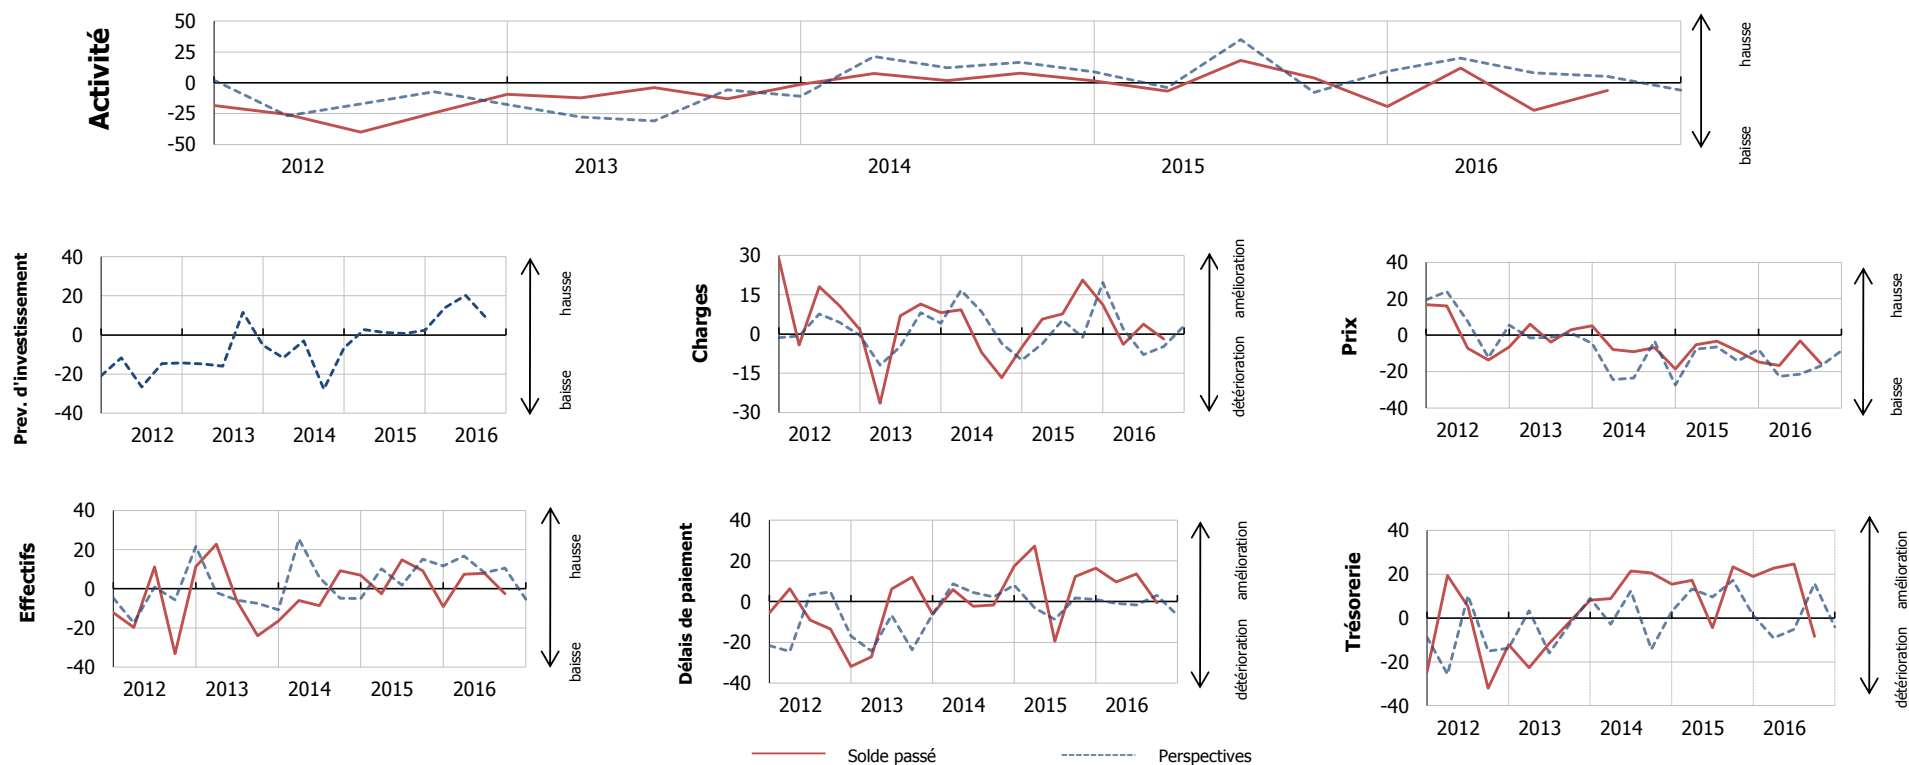 Activité
50
25
0
-25
-50
2012 2013 2014 2015 2016
hausse
baisse
Prev. d'investissement
40
20
0
-20
-40
2012 2013 2014 2015 2016
hausse
baisse
Charges
30
15
0
-15
-30
2012 2013 2014 2015 2016
amélioration
détérioration
Prix
40
20
0
-20
-40
2012 2013 2014 2015 2016
hausse
baisse
Effectifs
40
20
0
-20
-40
2012 2013 2014 2015 2016
hausse
baisse
Délais de paiement
40
20
0
-20
-40
2012 2013 2014 2015 2016
amélioration
détérioration
Trésorerie
40
20
0
-20
-40
2012 2013 2014 2015 2016
amélioration
détérioration
Solde passé Perspectives